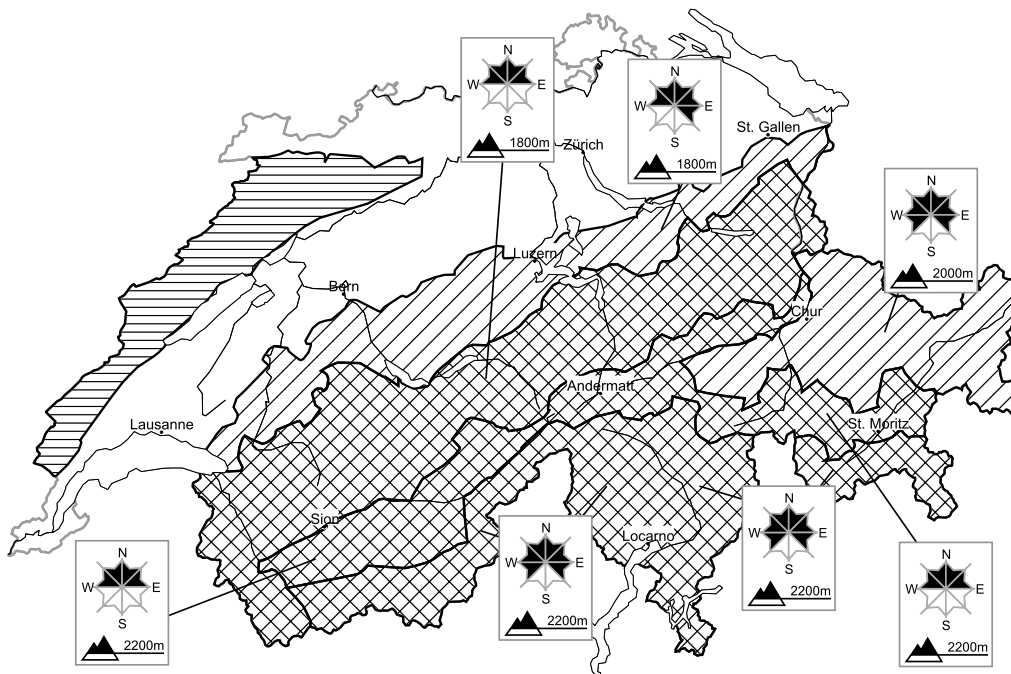 N
W E
S
1800m
N
W E
S
1800m
Zürich
St. Gallen
N
W E
S
2000m
Luzern
Bern
Chur
Andermatt
Lausanne
St. Moritz
Sion
Locarno
N
W E
S
2200m
N
W E
S
2200m
N
W E
S
2200m
N
W E
S
2200m